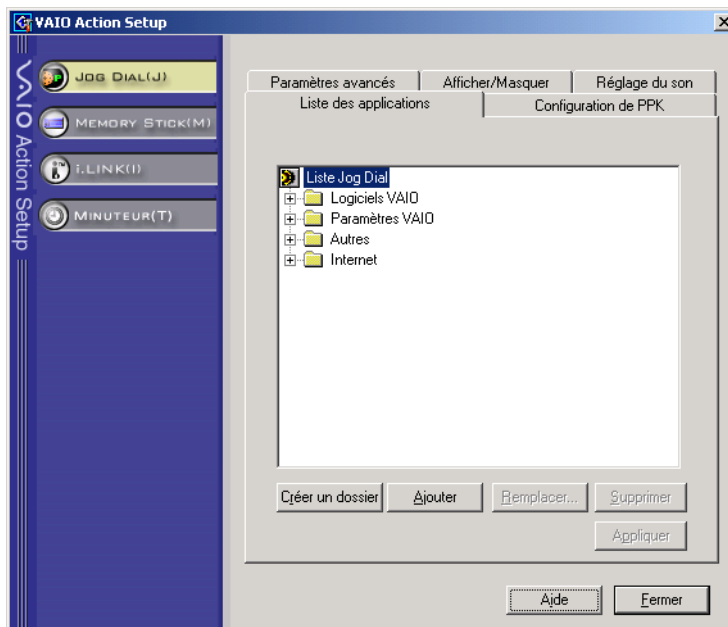 VAIO Action Setup
VAIO Action Setup
JOG DIAL(J)
MEMORY STICK(M)
i.LINK(I)
MINUTEUR(T)
Paramètres avancés
Afficher/Masquer
Réglage du son
Liste des applications
Configuration de PPK
Liste Jog Dial
Logiciels VAIO
Paramètres VAIO
Autres
Internet
Créer un dossier
Ajouter
Remplacer...
Supprimer
Appliquer
Aide
Fermer